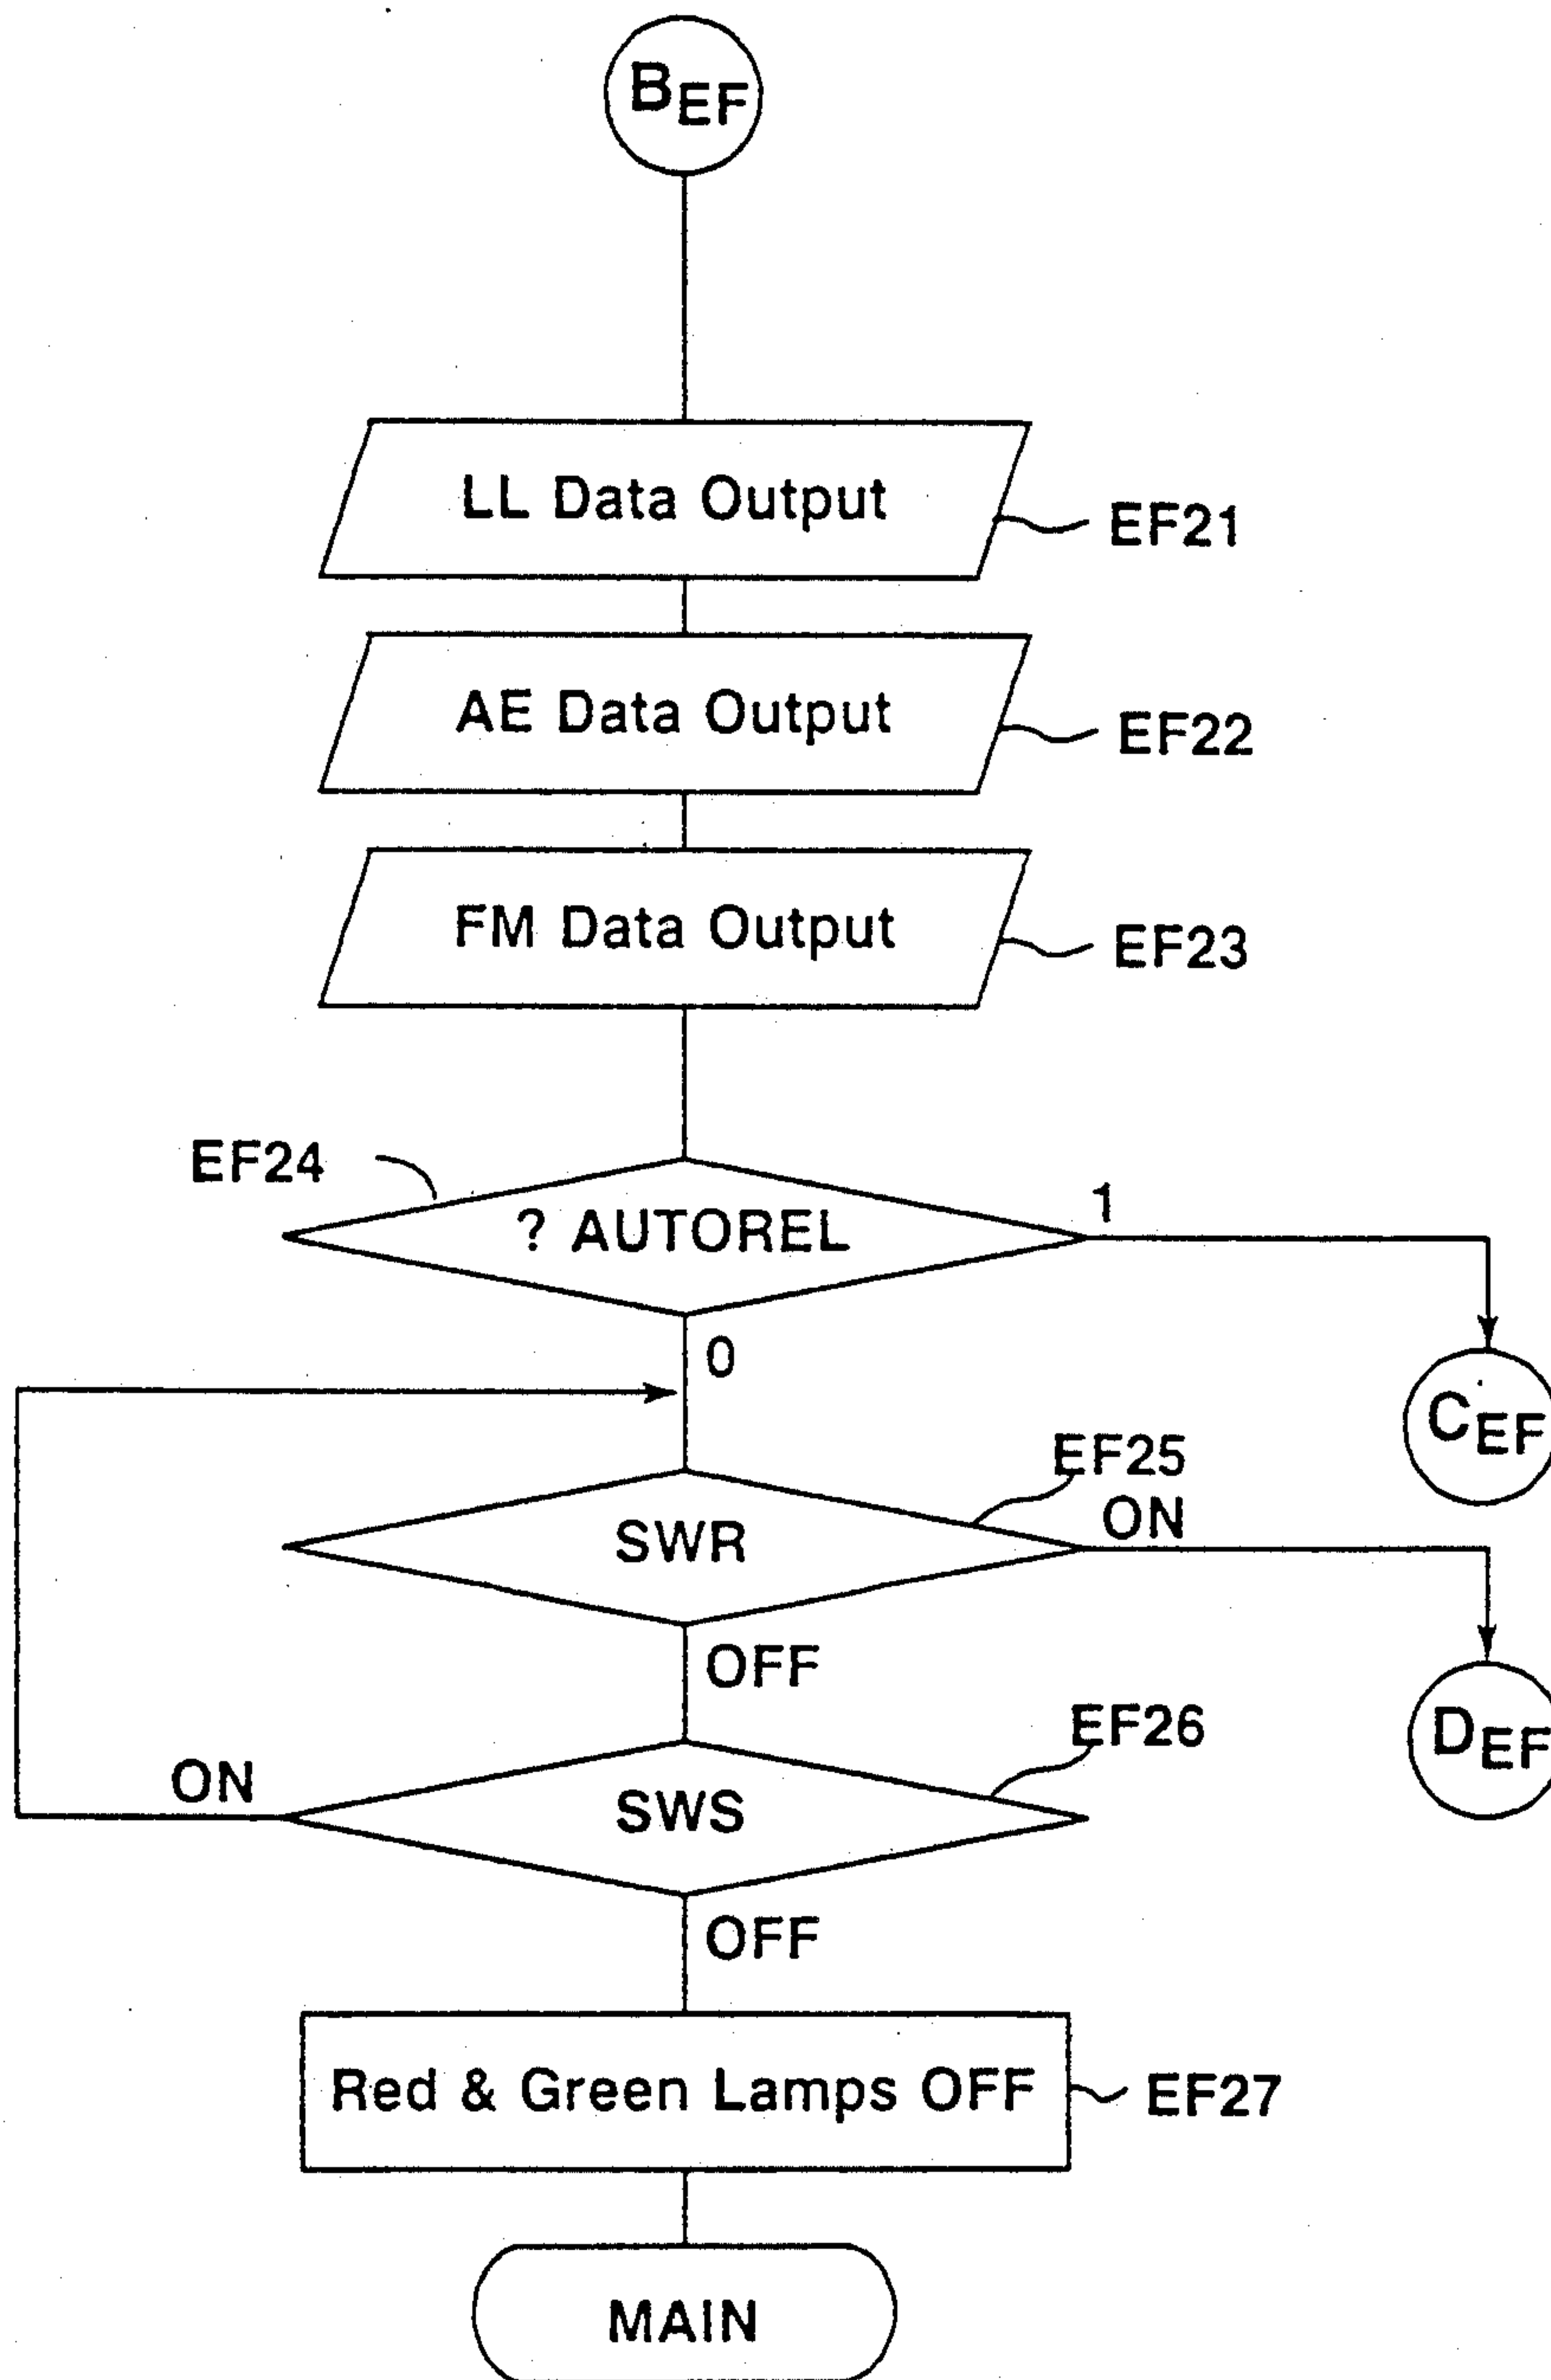 BEF
LL Data Output
EF21
AE Data Output
EF22
FM Data Output
EF23
EF24
? AUTOREL
1
0
CEF
EF25
SWR
ON
OFF
DEF
EF26
ON
SWS
OFF
Red & Green Lamps OFF
EF27
MAIN